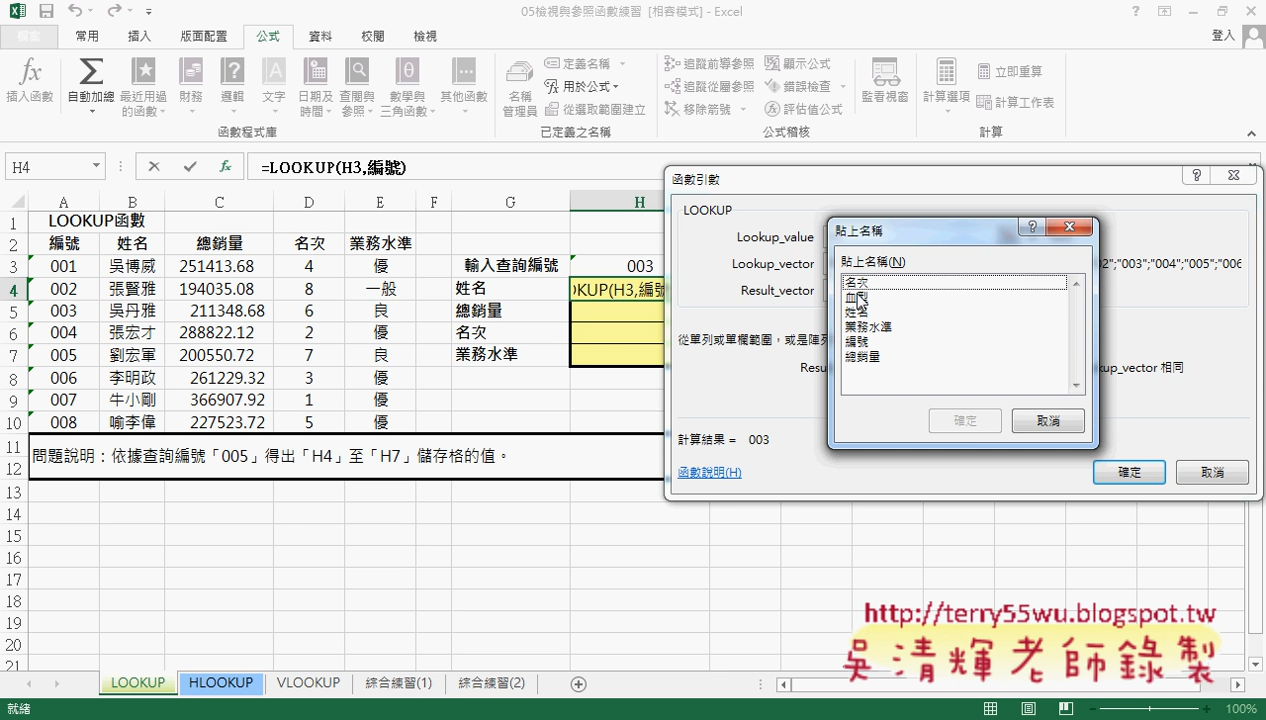 05檢視與參照函數練習 [相容模式] - Excel
檔案 常用 插入 版面配置 公式 資料 校閱 檢視 登入
插入函數 自動加總 最近用過的函數 財務 邏輯 文字 日期及時間 查閱與參照 數學與三角函數 其他函數
函數程式庫
名稱管理員 定義名稱 用於公式 從選取範圍建立
已定義之名稱
追蹤前導參照 追蹤從屬參照 移除箭號 顯示公式 錯誤檢查 評估值公式
公式稽核
監看視窗
計算選項 立即重算 計算工作表
計算
H4 fx =LOOKUP(H3,編號)
A B C D E F G H
1 LOOKUP函數
2 編號 姓名 總銷量 名次 業務水準
3 001 吳博威 251413.68 4 優 輸入查詢編號 003
4 002 張賢雅 194035.08 8 一般 姓名 OKUP(H3,編號
5 003 吳丹雅 211348.68 6 良 總銷量
6 004 張宏才 288822.12 2 優 名次
7 005 劉宏軍 200550.72 7 良 業務水準
8 006 李明政 261229.32 3 優
9 007 牛小剛 366907.92 1 優
10 008 喻李偉 227523.72 5 優
11
12 問題說明：依據查詢編號「005」得出「H4」至「H7」儲存格的值。
13
14
15
16
17
18
19
20
21
函數引數
LOOKUP
Lookup_value
Lookup_vector 02";"003";"004";"005";"006
Result_vector
從單列或單欄範圍，或是陣列
Resu
kup_vector 相同
計算結果 = 003
函數說明(H)
確定 取消
貼上名稱
貼上名稱(N)
名次
血型
姓名
業務水準
編號
總銷量
確定 取消
http://terry55wu.blogspot.tw
吳清輝老師錄製
LOOKUP HLOOKUP VLOOKUP 綜合練習(1) 綜合練習(2)
就緒 100%